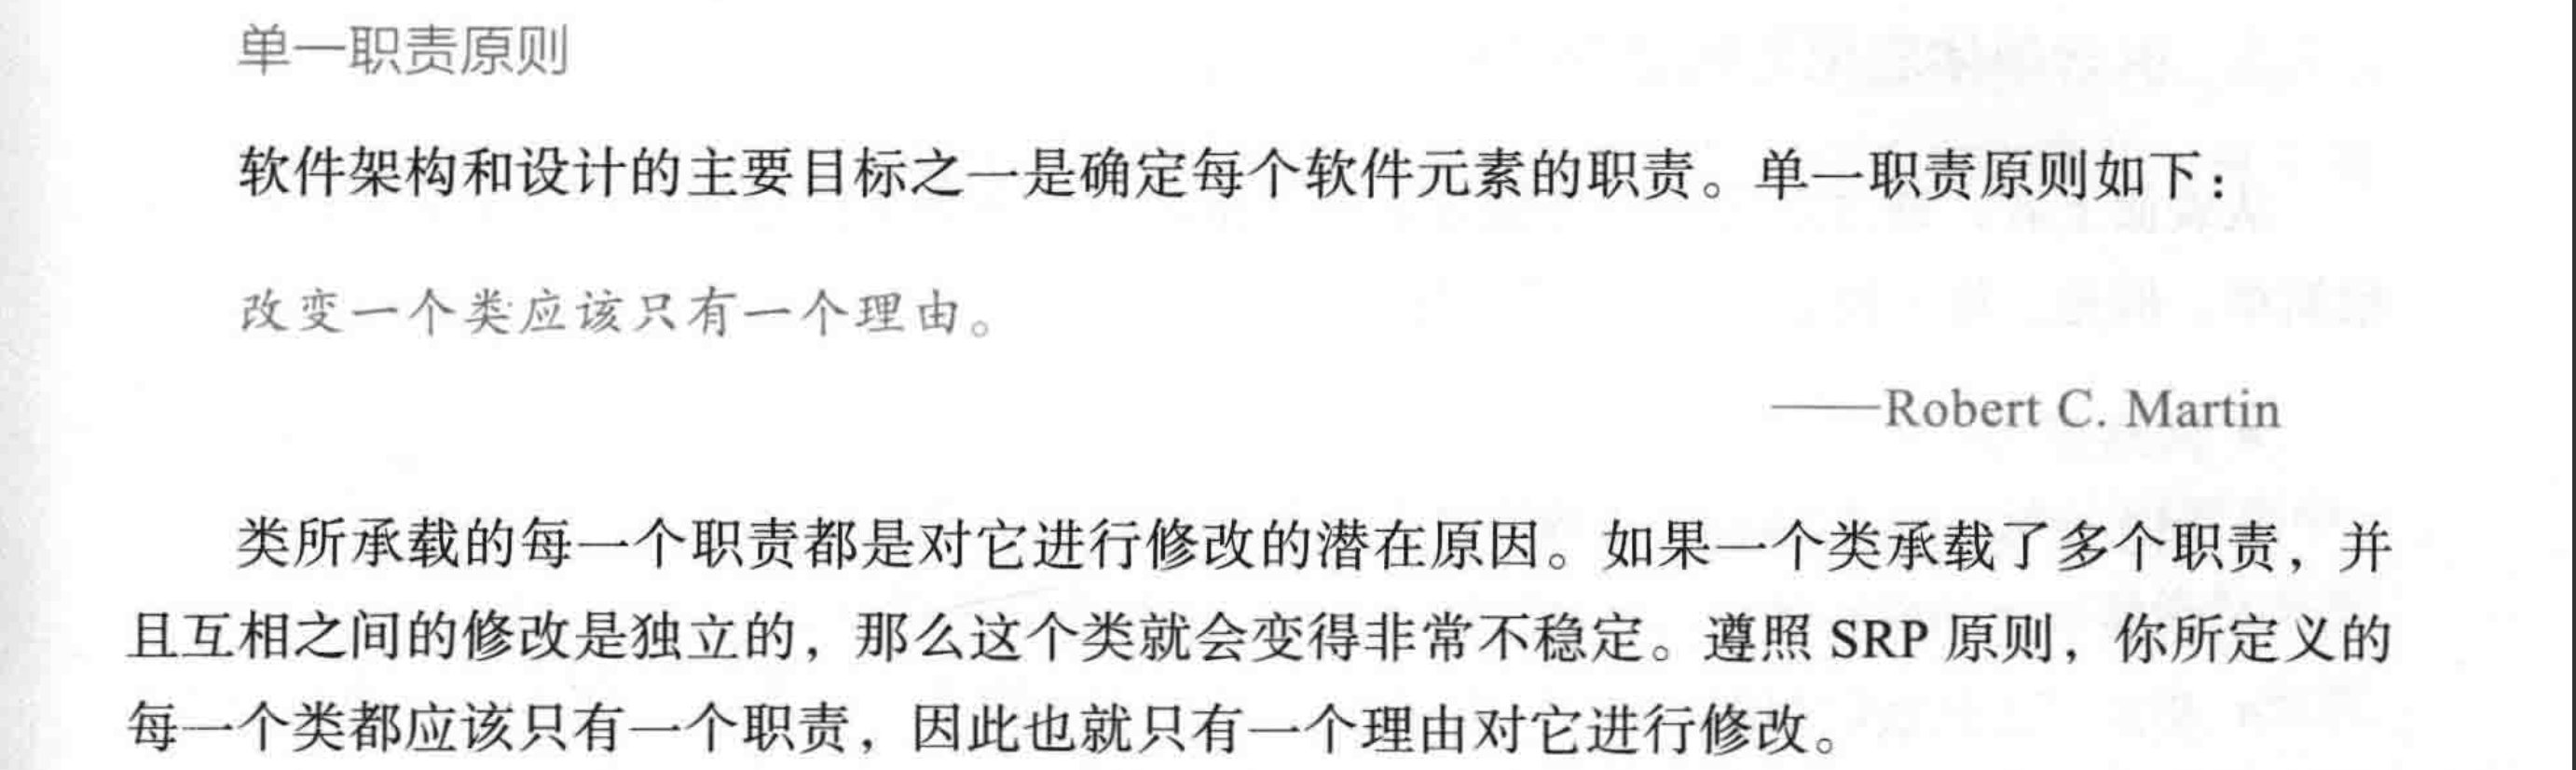 单一职责原则
软件架构和设计的主要目标之一是确定每个软件元素的职责。单一职责原则如下：
改变一个类应该只有一个理由。
——Robert C. Martin
类所承载的每一个职责都是对它进行修改的潜在原因。如果一个类承载了多个职责，并
且互相之间的修改是独立的，那么这个类就会变得非常不稳定。遵照 SRP 原则，你所定义的
每一个类都应该只有一个职责，因此也就只有一个理由对它进行修改。